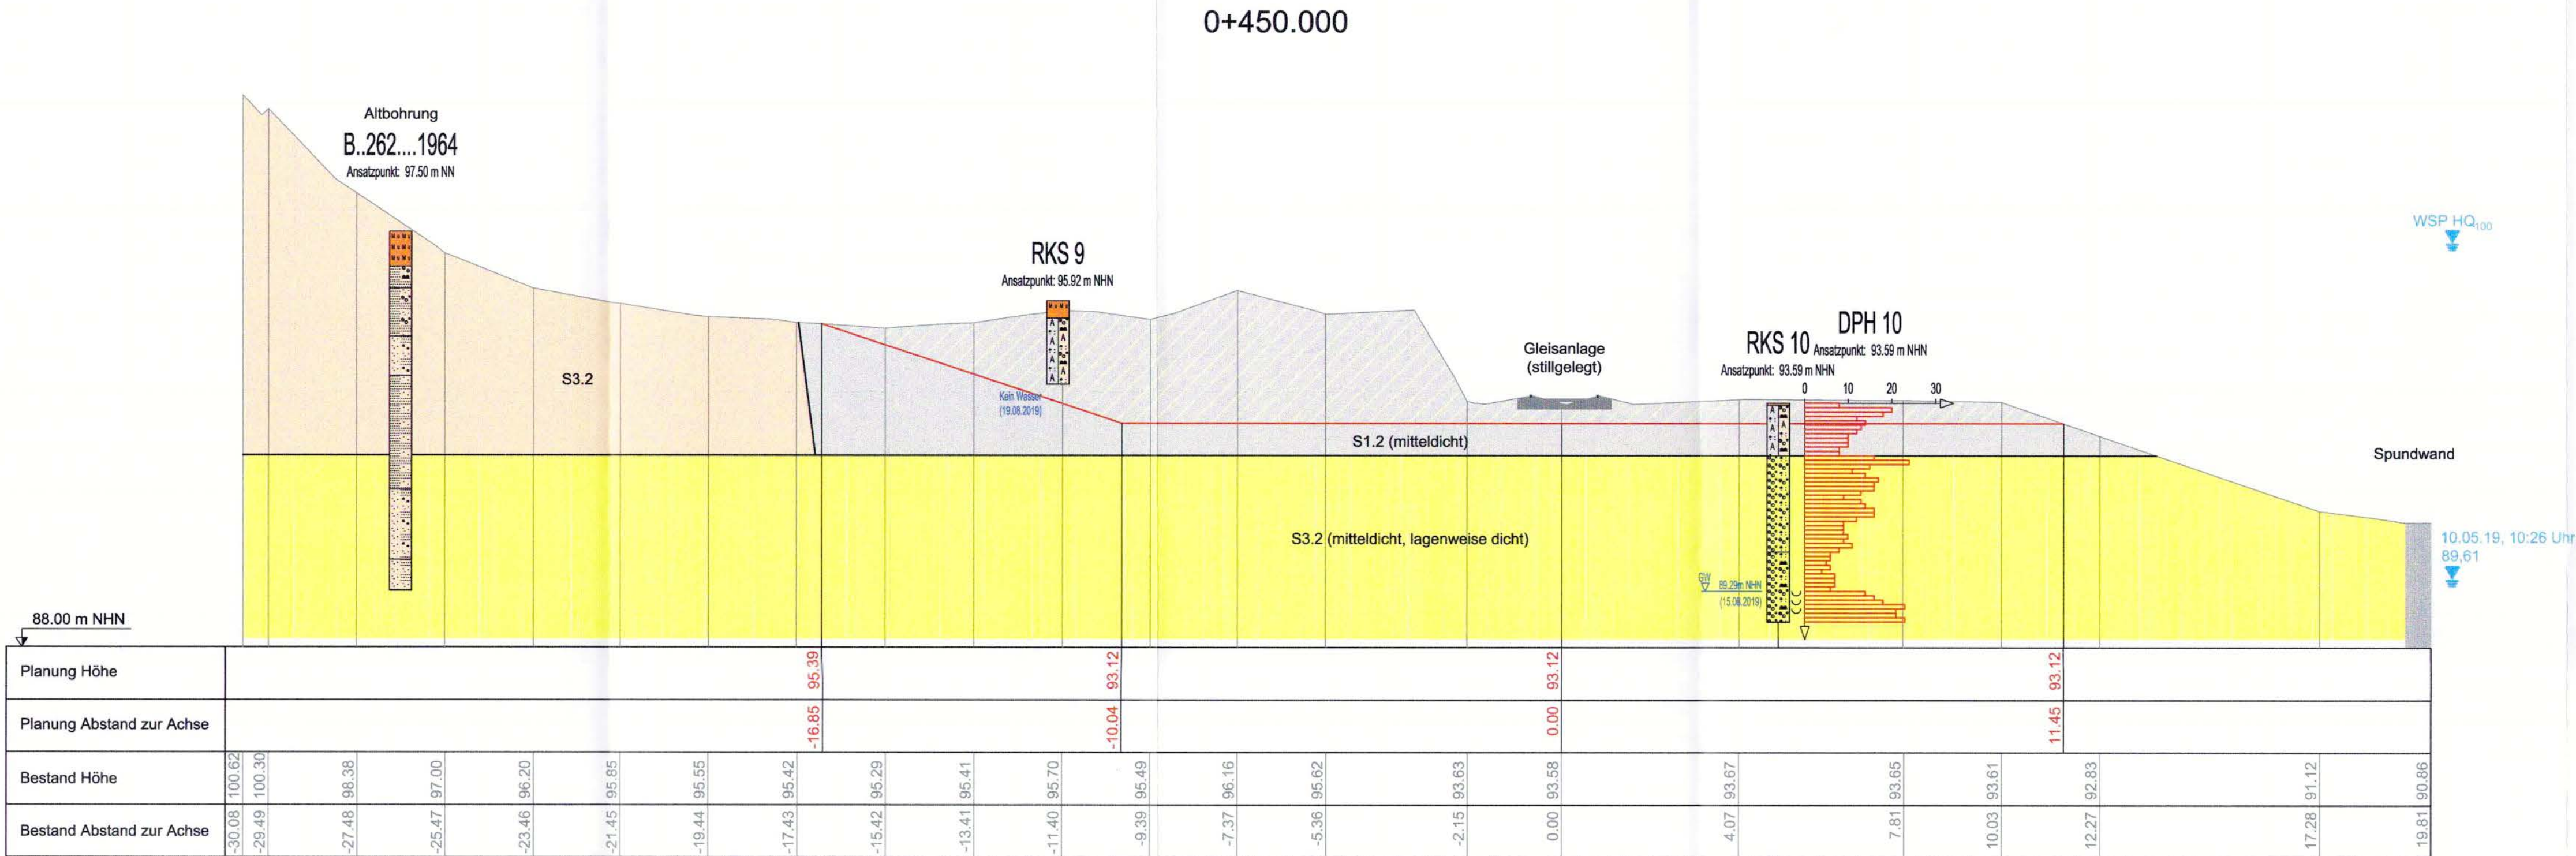 0+450.000
Altbohrung
B..262....1964
Ansatzpunkt: 97.50 m NN
WSP HQ100
RKS 9
Ansatzpunkt: 95.92 m NHN
DPH 10
RKS 10
Ansatzpunkt: 93.59 m NHN
Ansatzpunkt: 93.59 m NHN
Gleisanlage
(stillgelegt)
0 10 20 30
S3.2
Kein Wasser
(19.08.2019)
S1.2 (mitteldicht)
Spundwand
S3.2 (mitteldicht, lagenweise dicht)
10.05.19, 10:26 Uhr
89,61
GW
89.29m NHN
(15.08.2019)
88.00 m NHN
Planung Höhe 95.39 93.12 93.12 93.12
Planung Abstand zur Achse -16.85 -10.04 0.00 11.45
Bestand Höhe 100.62 100.30 98.38 97.00 96.20 95.85 95.55 95.42 95.29 95.41 95.70 95.49 96.16 95.62 93.63 93.58 93.67 93.65 93.61 92.83 91.12 90.86
Bestand Abstand zur Achse -30.08 -29.49 -27.48 -25.47 -23.46 -21.45 -19.44 -17.43 -15.42 -13.41 -11.40 -9.39 -7.37 -5.36 -2.15 0.00 4.07 7.81 10.03 12.27 17.28 19.81